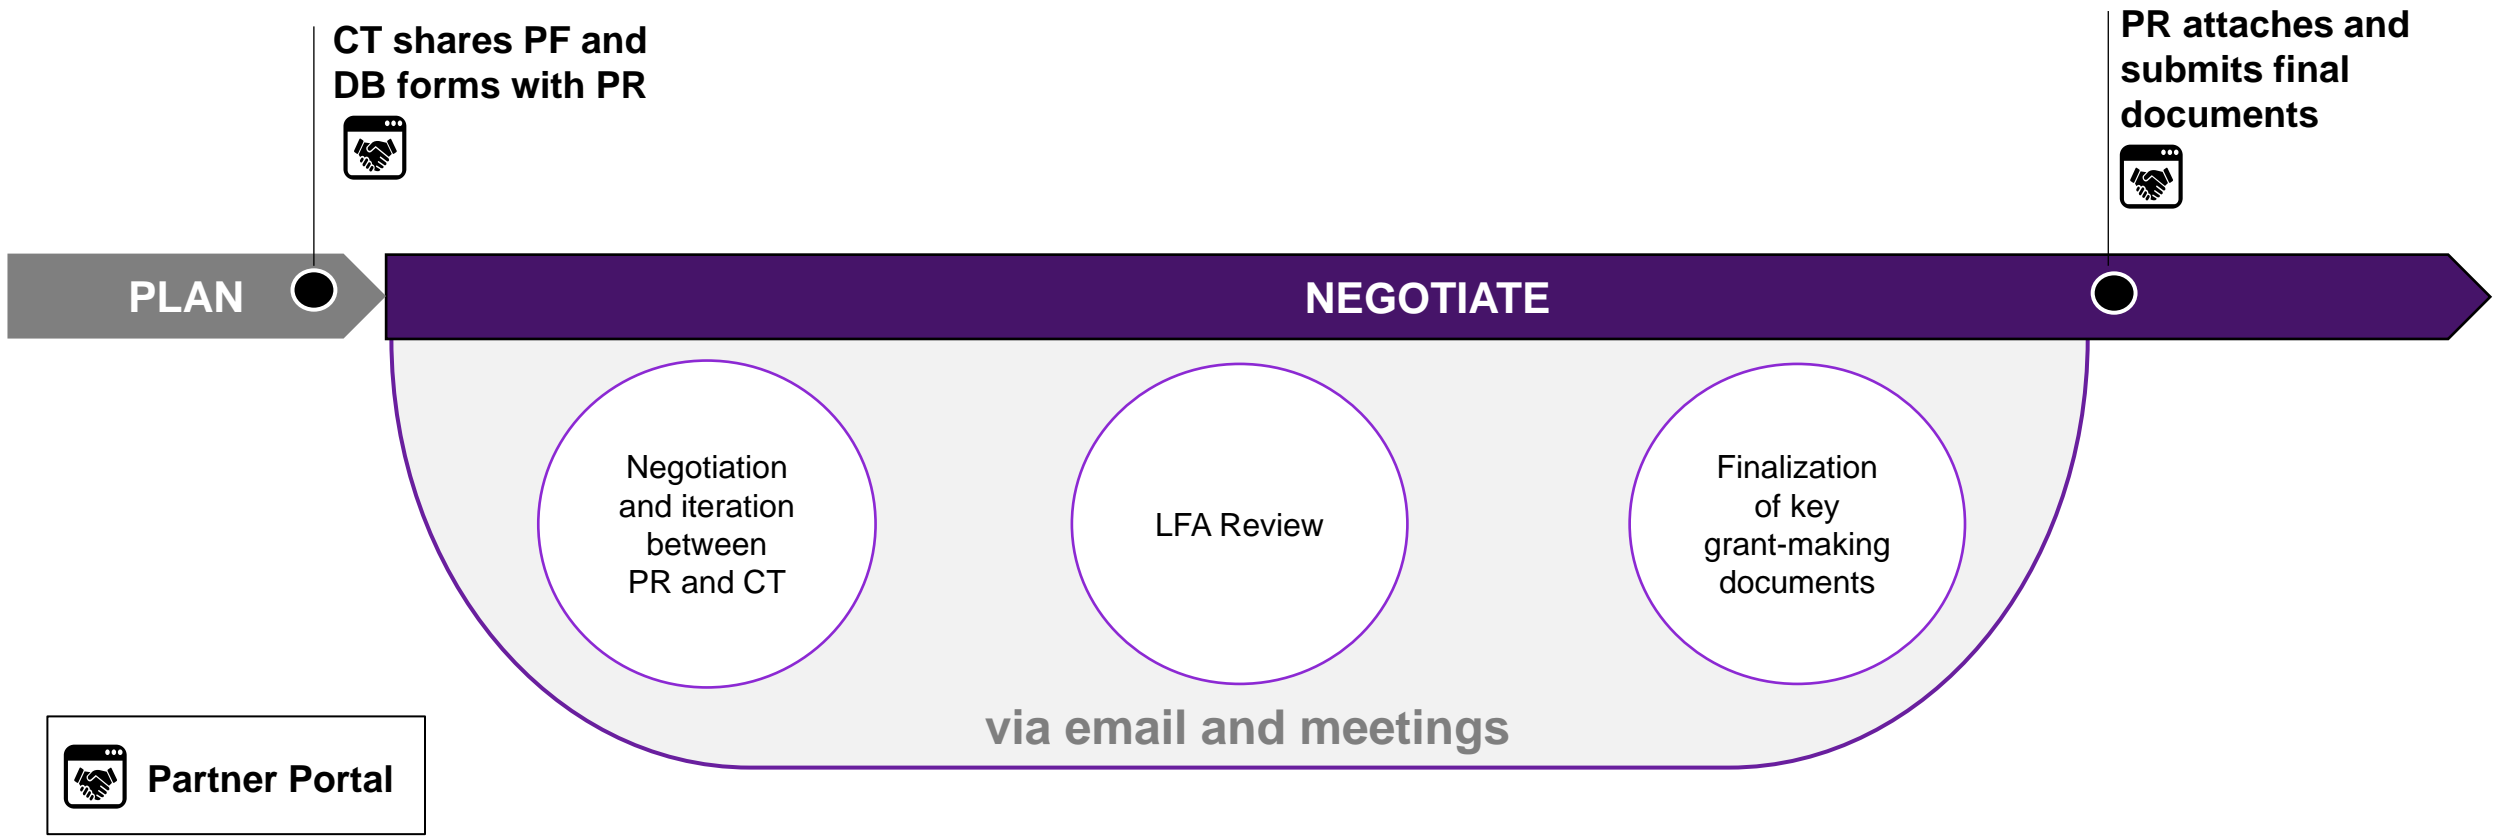 CT shares PF and
DB forms with PR
PR attaches and
submits final
documents
PLAN
NEGOTIATE
Negotiation
and iteration
between
PR and CT
LFA Review
Finalization
of key
grant-making
documents
via email and meetings
Partner Portal